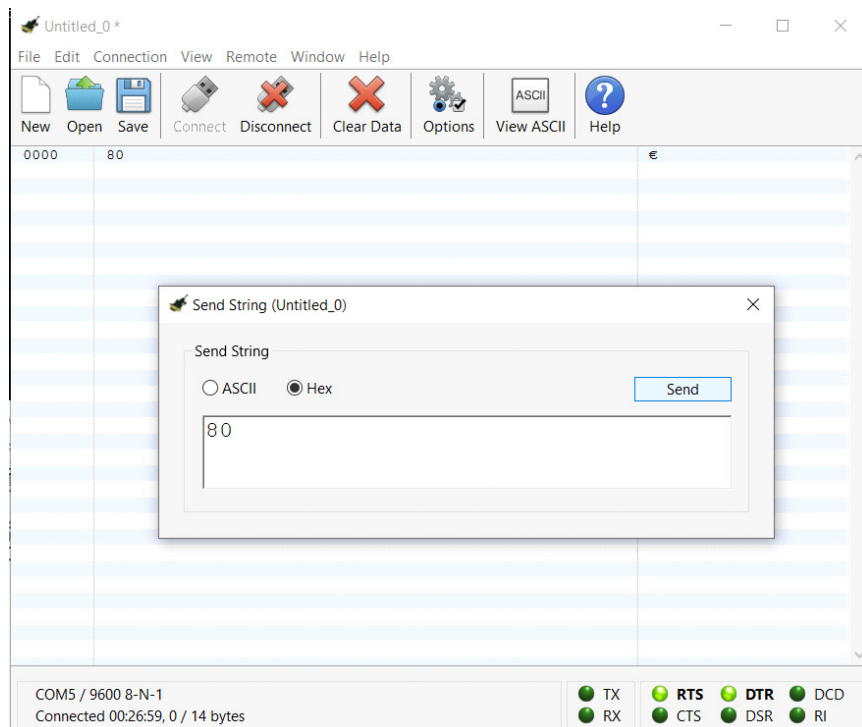 Untitled_0 *
File Edit Connection View Remote Window Help
New Open Save Connect Disconnect Clear Data Options ASCII View ASCII ? Help
0000 80 €
Send String (Untitled_0)
Send String
ASCII Hex Send
80
COM5 / 9600 8-N-1
Connected 00:26:59, 0 / 14 bytes
TX RTS DTR DCD
RX CTS DSR RI